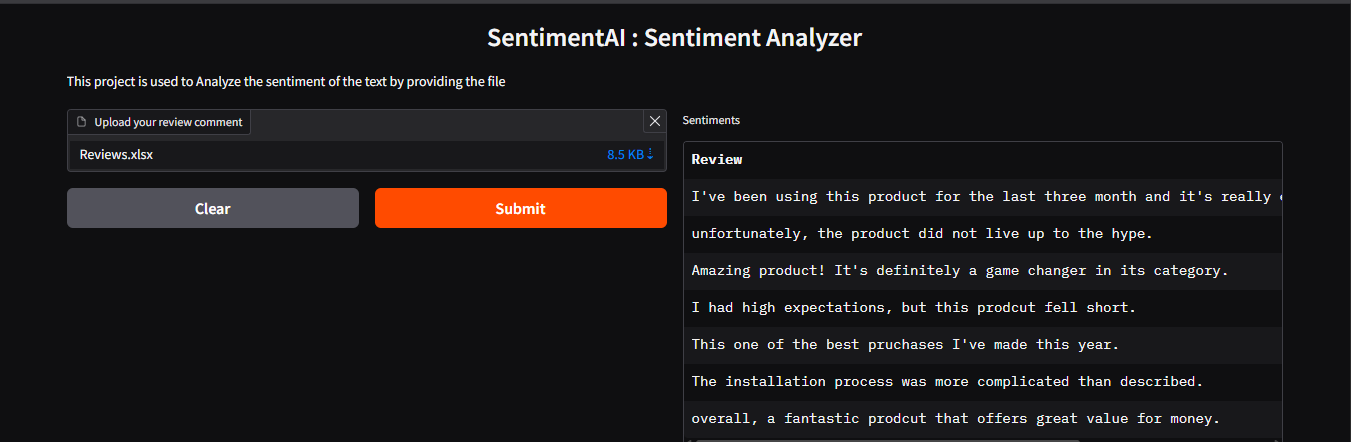 SentimentAI : Sentiment Analyzer
This project is used to Analyze the sentiment of the text by providing the file
Upload your review comment
Reviews.xlsx 8.5 KB
Clear
Submit
Sentiments
Review
I've been using this product for the last three month and it's really
unfortunately, the product did not live up to the hype.
Amazing product! It's definitely a game changer in its category.
I had high expectations, but this prodcut fell short.
This one of the best pruchases I've made this year.
The installation process was more complicated than described.
overall, a fantastic prodcut that offers great value for money.